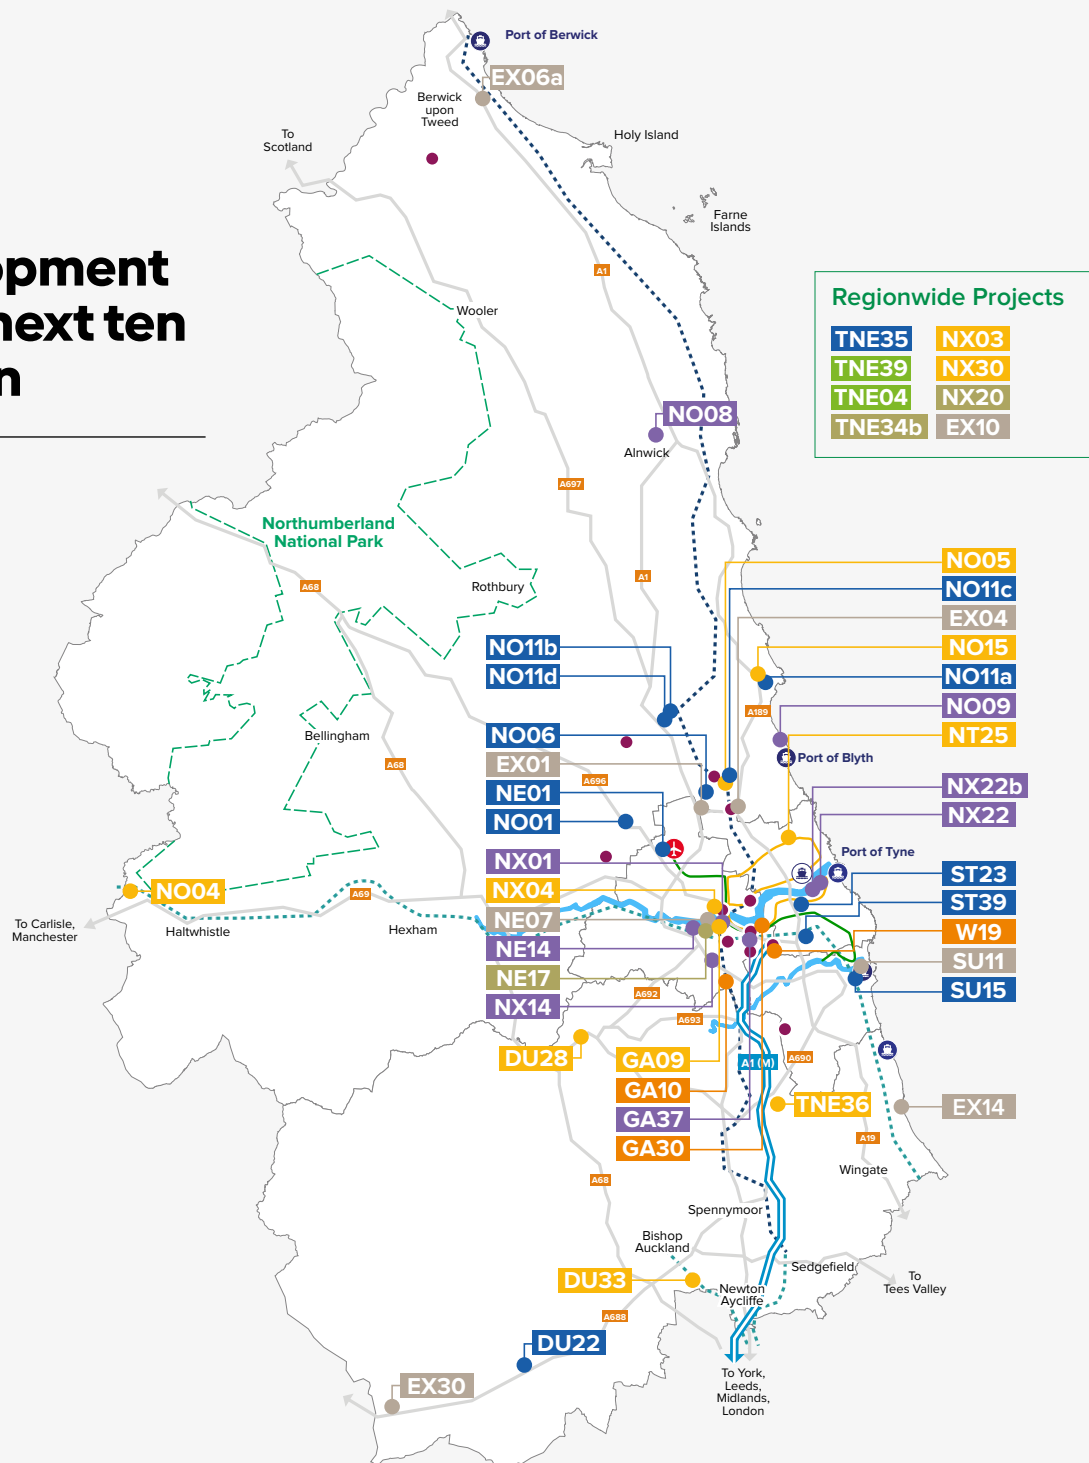 opment
next ten
n
Port of Berwick
EX06a
Berwick
upon
Tweed
To
Scotland
Holy Island
Farne
Islands
A1
Wooler
Regionwide Projects
TNE35
NX03
TNE39
NX30
TNE04
NX20
TNE34b
EX10
NO08
Alnwick
A697
Northumberland
National Park
A1
A68
Rothbury
NO05
NO11c
EX04
NO15
NO11a
NO09
NT25
NO11b
NO11d
A189
NO06
EX01
NE01
NO01
Bellingham
A68
A696
Port of Blyth
NX22b
NX22
Port of Tyne
NX01
NX04
NE07
NE14
NE17
NX14
ST23
ST39
W19
SU11
SU15
NO04
A69
To Carlisle,
Manchester
Haltwhistle
Hexham
A692
A693
DU28
GA09
GA10
GA37
GA30
A1 (M)
A690
TNE36
EX14
A19
Wingate
A68
Spennymoor
Bishop
Auckland
Sedgefield
To
Tees Valley
DU33
Newton
Aycliffe
A688
DU22
EX30
To York,
Leeds,
Midlands,
London